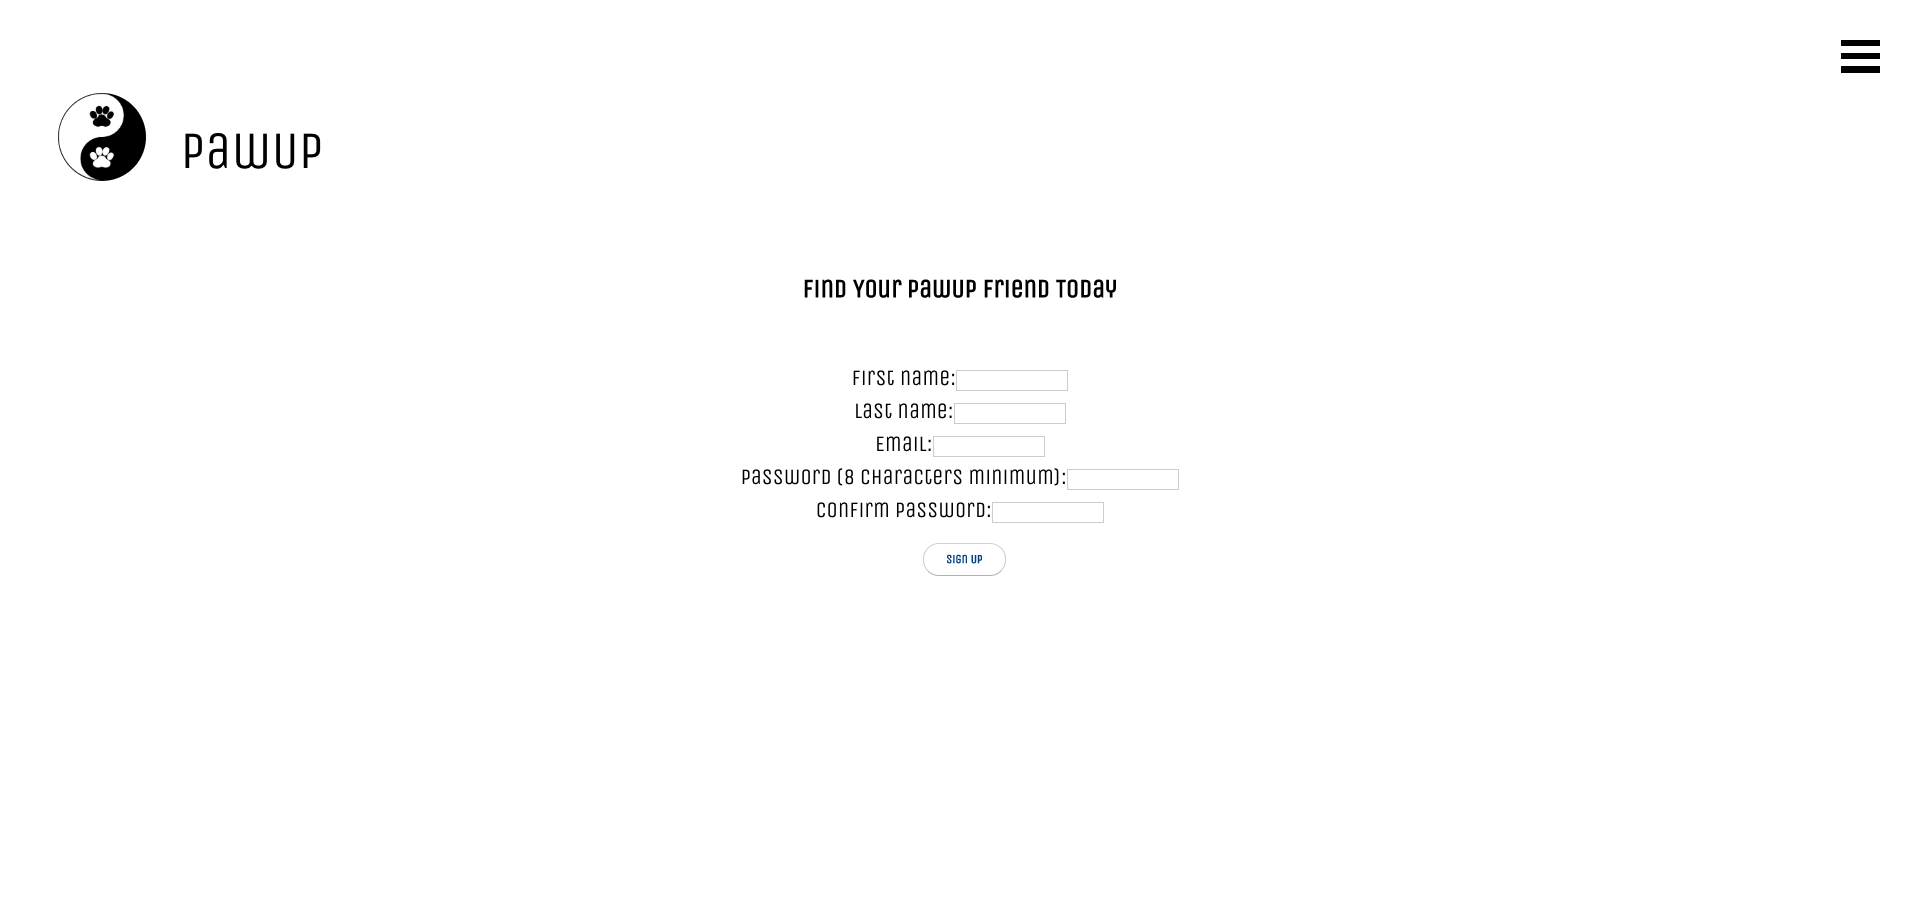 pawup
Find Your pawup Friend Today
First name:
Last name:
Email:
Password (8 characters minimum):
Confirm Password:
Sign up